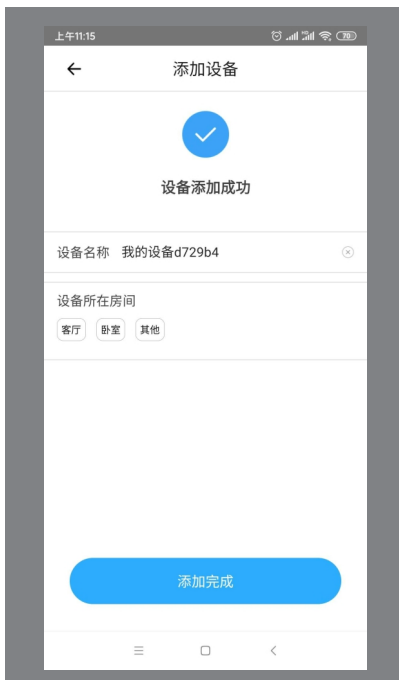 上午11:15 70
添加设备
设备添加成功
设备名称 我的设备d729b4
设备所在房间
客厅 卧室 其他
添加完成